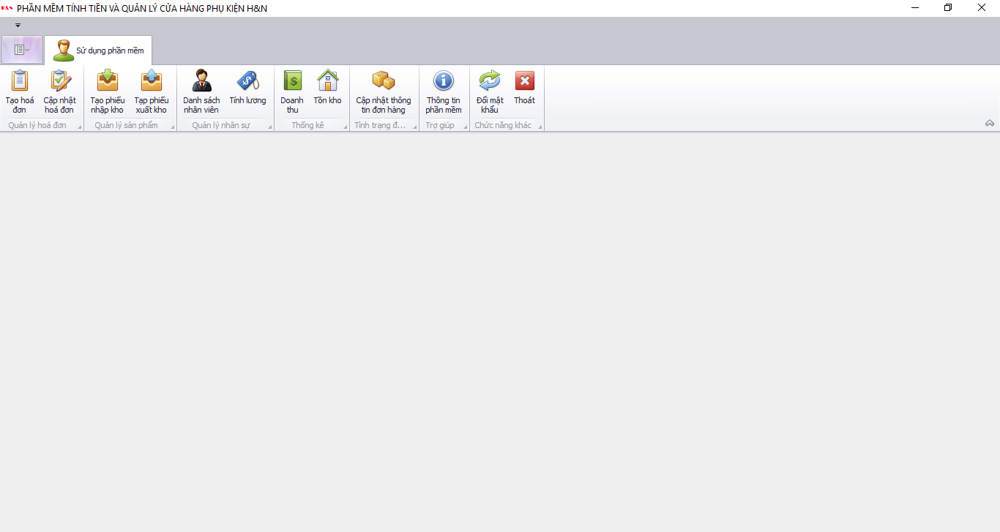 PHẦN MỀM TÍNH TIỀN VÀ QUẢN LÝ CỬA HÀNG PHỤ KIỆN H&N
Sử dụng phần mềm
Tạo hoá
đơn
Cập nhật
hoá đơn
Quản lý hoá đơn
Tạo phiếu
nhập kho
Tạp phiếu
xuất kho
Quản lý sản phẩm
Danh sách
nhân viên
Tính lương
Quản lý nhân sự
Doanh
thu
Tồn kho
Thống kê
Cập nhật thông
tin đơn hàng
Tình trạng đ...
Thông tin
phần mềm
Trợ giúp
Đổi mật
khẩu
Thoát
Chức năng khác